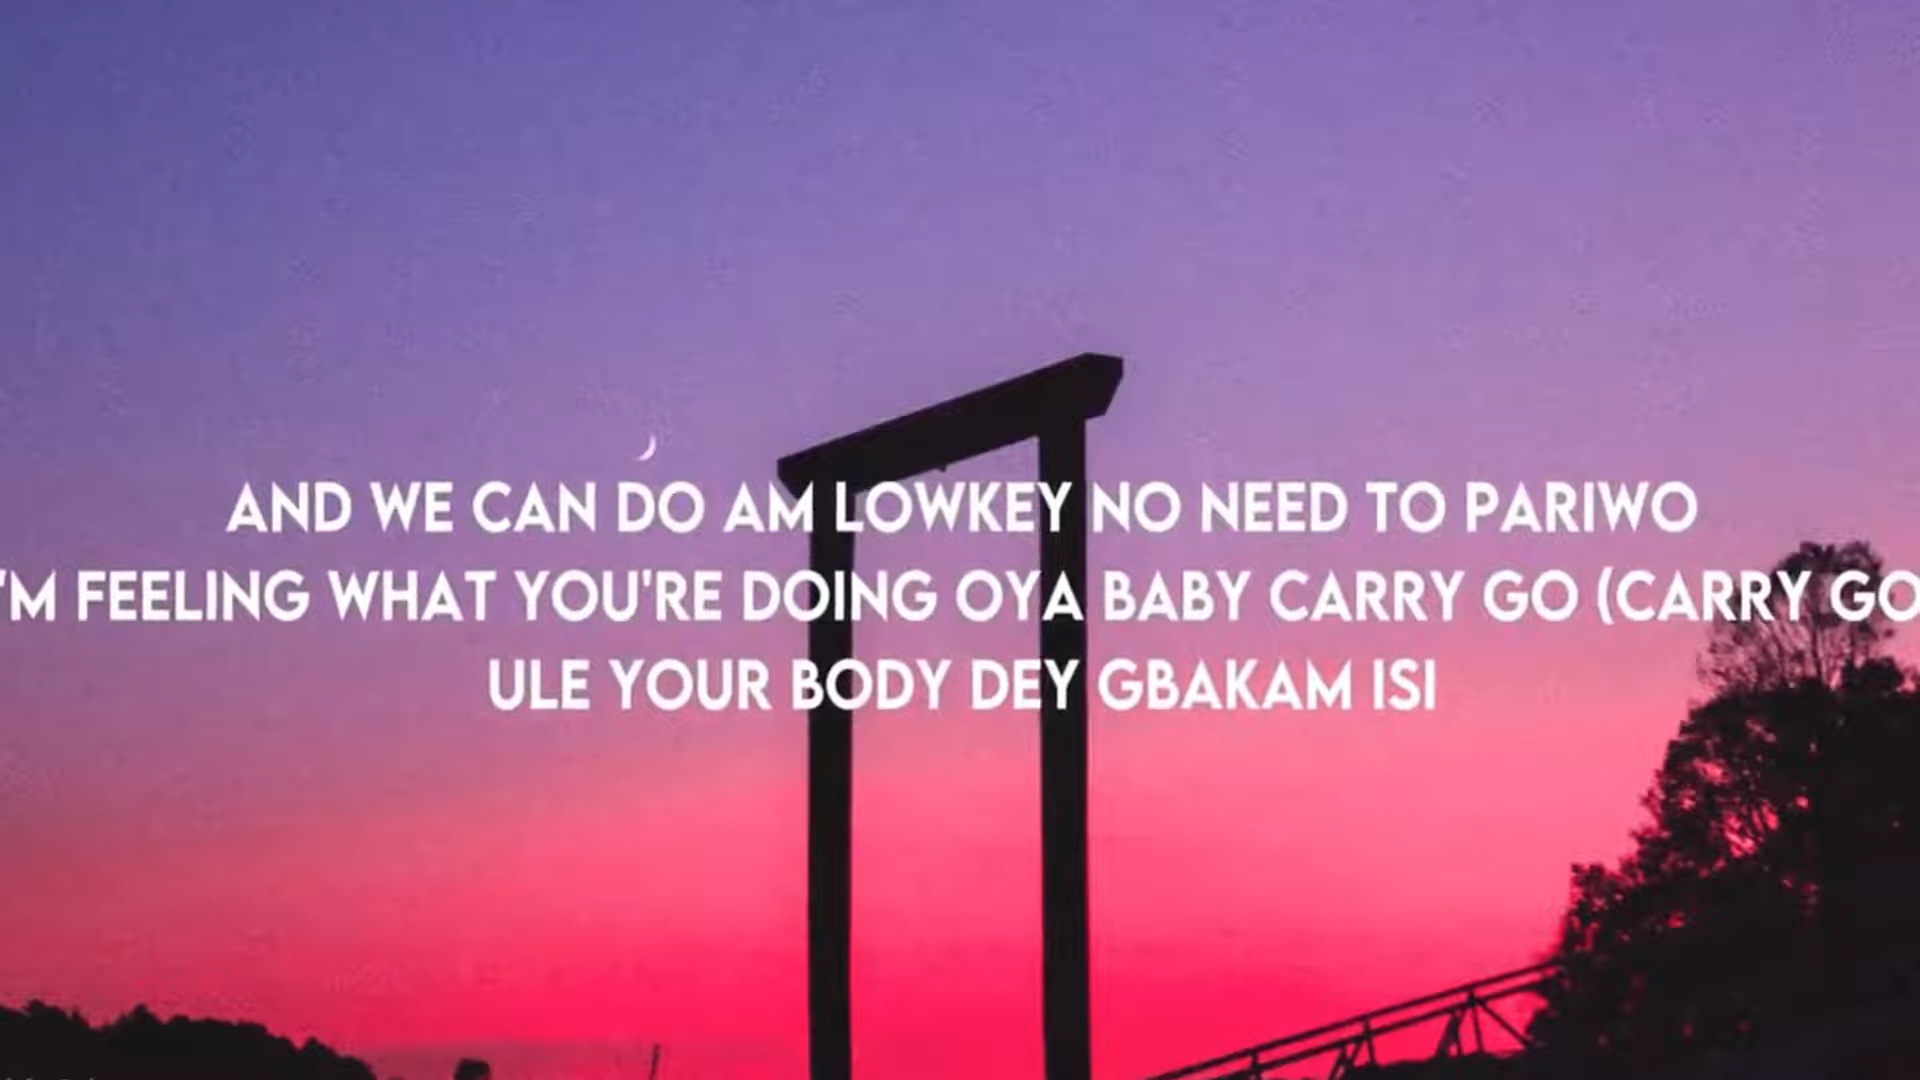 AND WE CAN DO AM LOWKEY NO NEED TO PARIWO
'M FEELING WHAT YOU'RE DOING OYA BABY CARRY GO (CARRY GO
ULE YOUR BODY DEY GBAKAM ISI